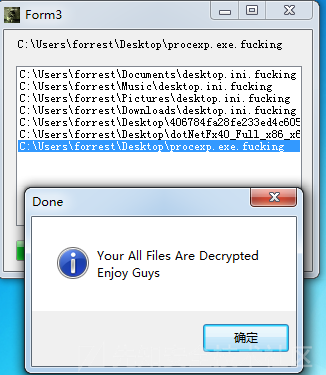 Form3
C:\Users\forrest\Desktop\procexp.exe.fucking
C:\Users\forrest\Documents\desktop.ini.fucking
C:\Users\forrest\Music\desktop.ini.fucking
C:\Users\forrest\Pictures\desktop.ini.fucking
C:\Users\forrest\Downloads\desktop.ini.fucking
C:\Users\forrest\Desktop\406784fa28fe233ed4c605
C:\Users\forrest\Desktop\dotNetFx40_Full_x86_x6
C:\Users\forrest\Desktop\procexp.exe.fucking
Done
Your All Files Are Decrypted
Enjoy Guys
确定